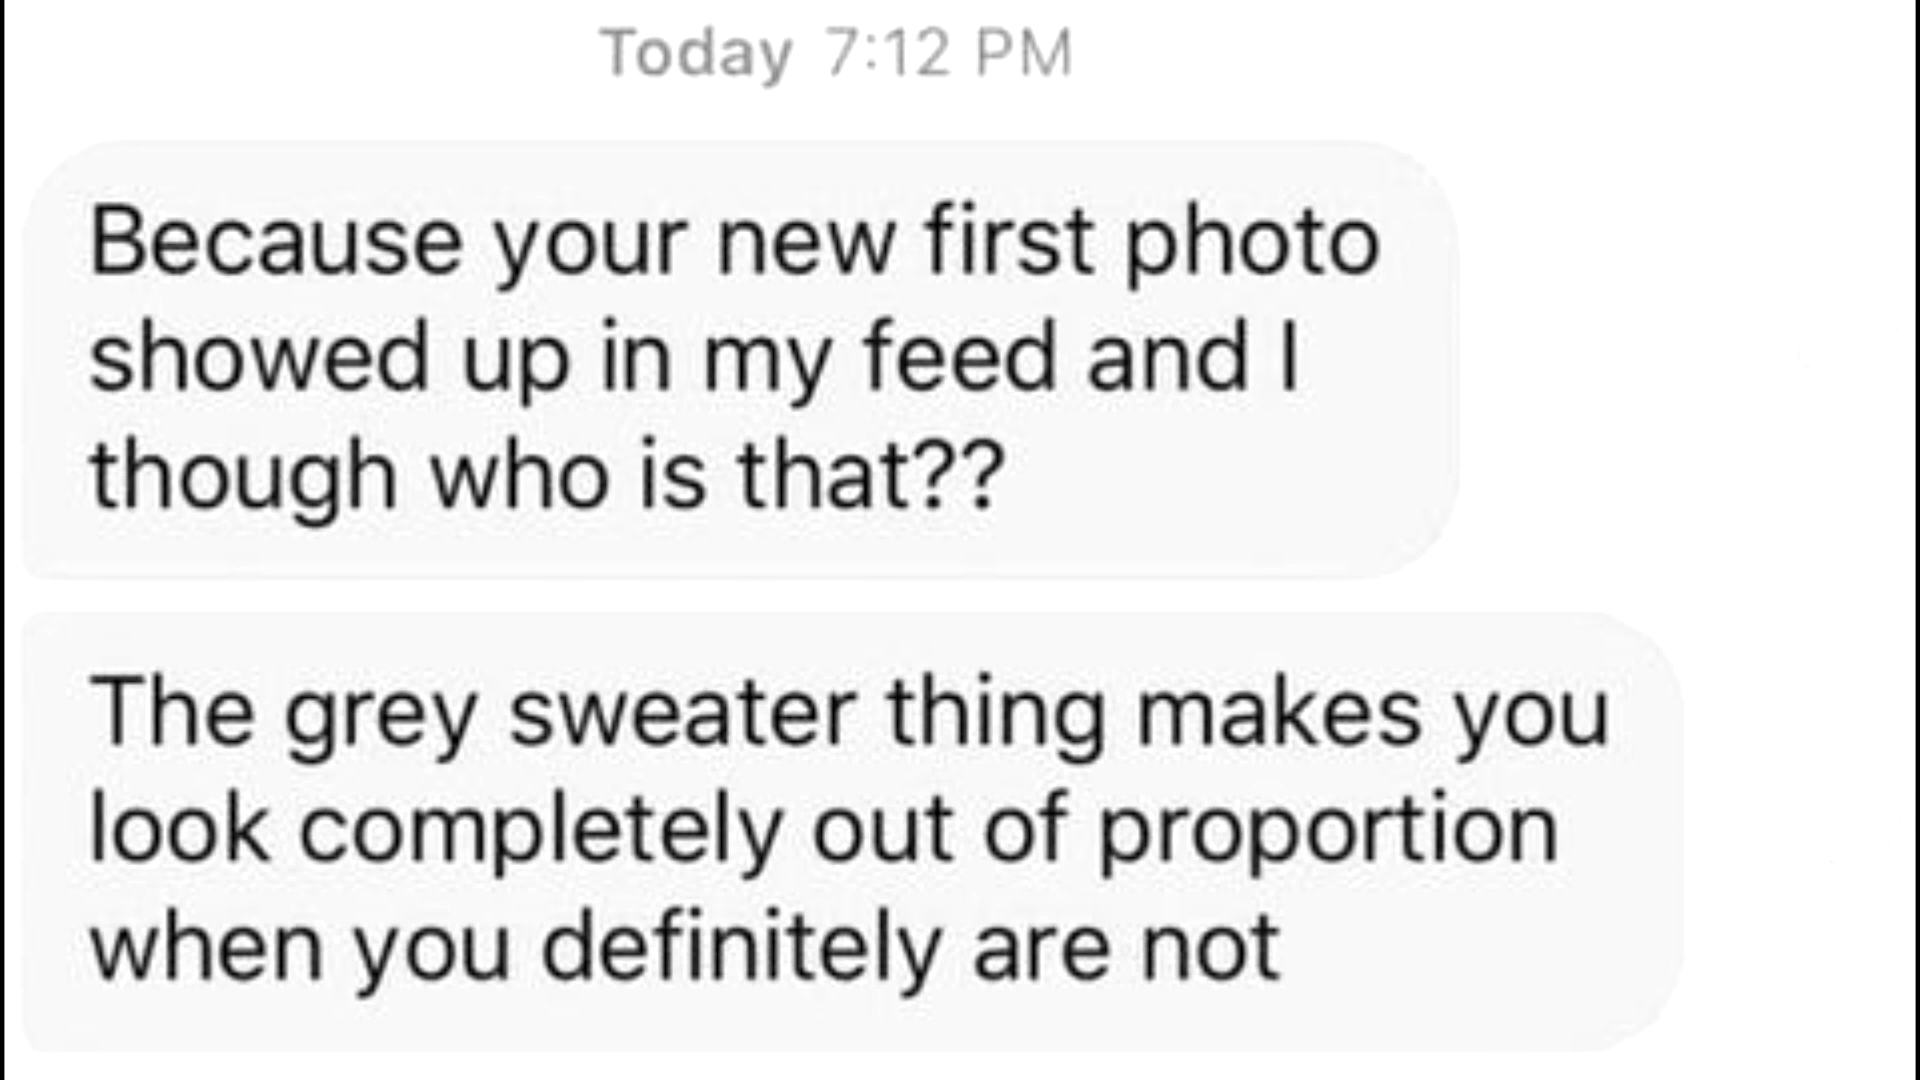 Today 7:12 PM
Because your new first photo
showed up in my feed and I
though who is that??
The grey sweater thing makes you
look completely out of proportion
when you definitely are not